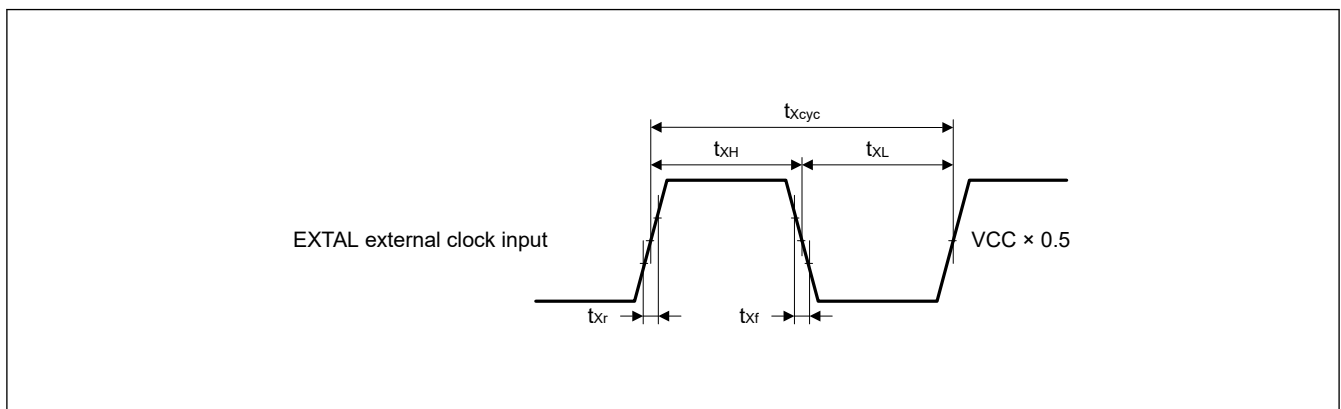 tXcyc
tXH
tXL
EXTAL external clock input
VCC × 0.5
tXr
tXf